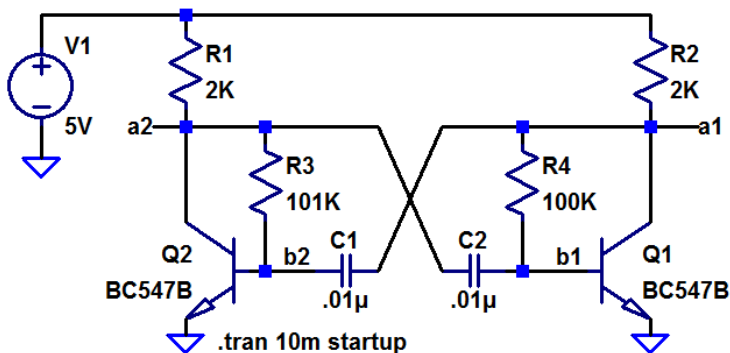 V1
R1
R2
2K
2K
5V
a2
a1
R3
R4
101K
100K
Q2
b2
C1
C2
b1
Q1
BC547B
.01µ
.01µ
BC547B
.tran 10m startup